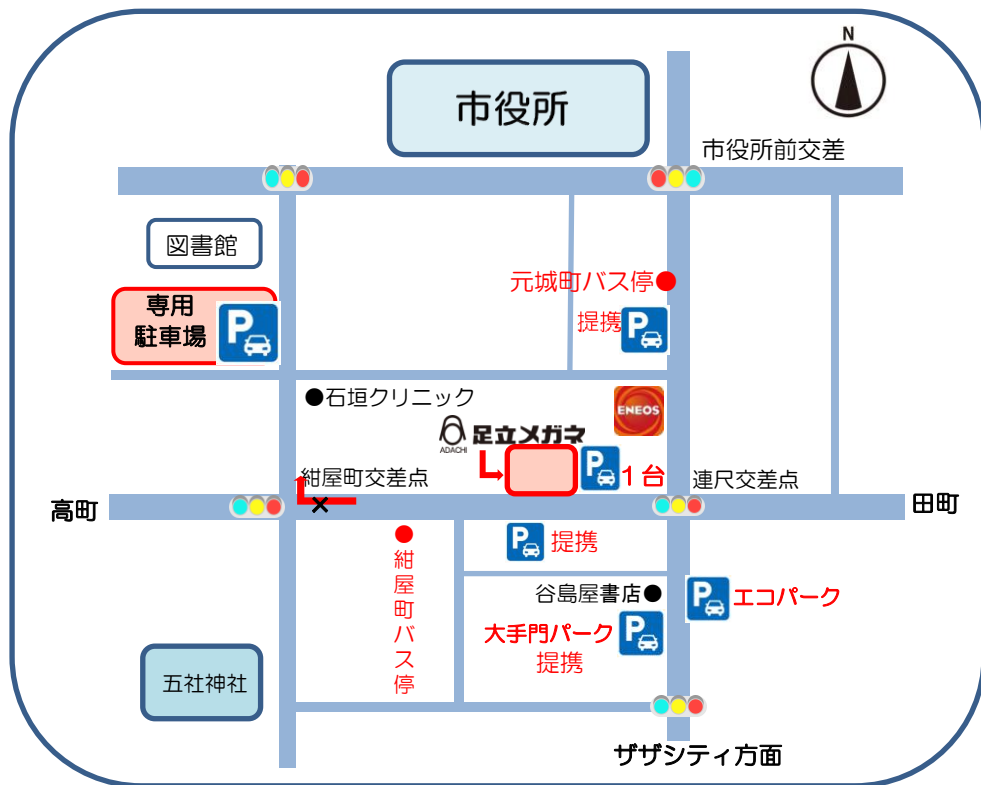 N
市役所
市役所前交差
図書館
元城町バス停
専用
駐車場
P
提携
P
石垣クリニック
ENEOS
ADACHI
足立メガネ
紺屋町交差点
P
1台
連尺交差点
高町
田町
紺屋町バス停
P
提携
谷島屋書店
P
エコパーク
大手門パーク
提携
P
五社神社
ザザシティ方面